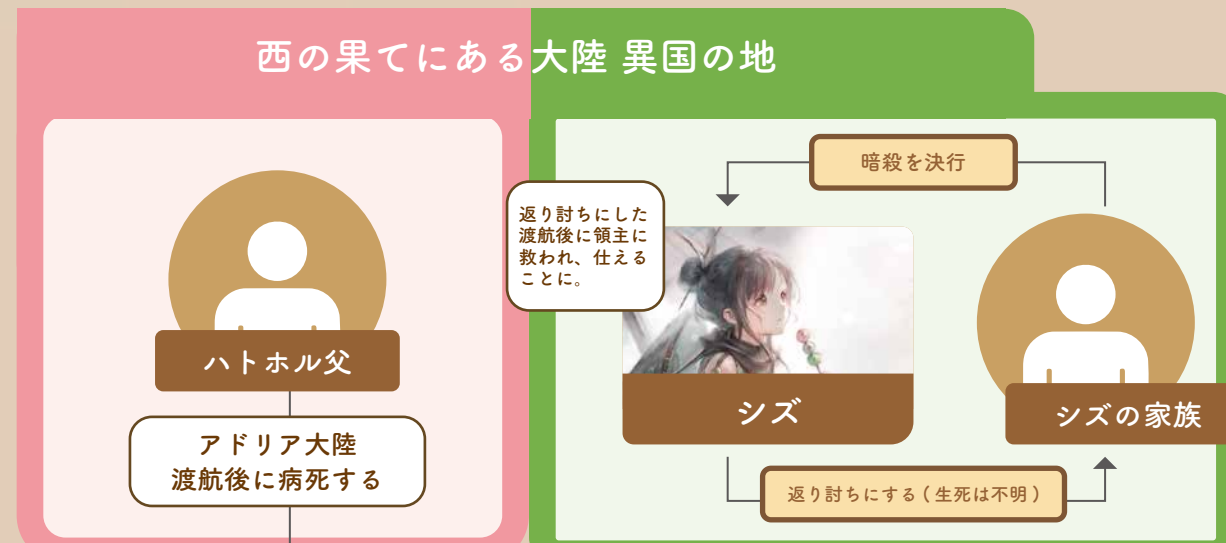 西の果てにある大陸 異国の地
暗殺を決行
返り討ちにした
渡航後に領主に
救われ、仕える
ことに。
ハトホル父
シズ
シズの家族
アドリア大陸
渡航後に病死する
返り討ちにする ( 生死は不明 )